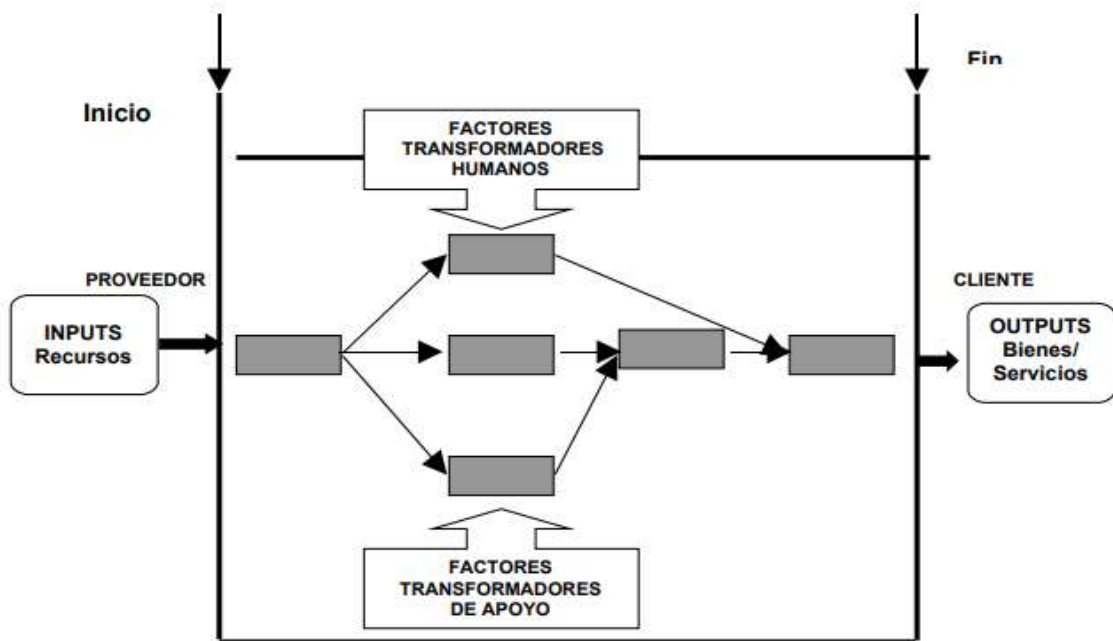 Fin
Inicio
FACTORES
TRANSFORMADORES
HUMANOS
PROVEEDOR
CLIENTE
INPUTS
Recursos
OUTPUTS
Bienes/
Servicios
FACTORES
TRANSFORMADORES
DE APOYO